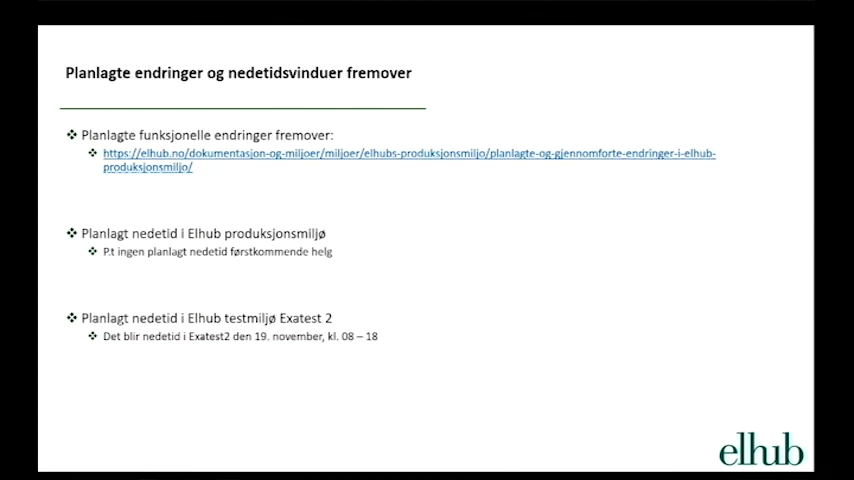 Planlagte endringer og nedetidsvinduer fremover
Planlagte funksjonelle endringer fremover:
https://elhub.no/dokumentasjon-og-miljoer/miljoer/elhubs-produksjonsmiljo/planlagte-og-gjennomforte-endringer-i-elhub-
produksjonsmiljo/
Planlagt nedetid i Elhub produksjonsmiljø
P.t ingen planlagt nedetid førstkommende helg
Planlagt nedetid i Elhub testmiljø Exatest 2
Det blir nedetid i Exatest2 den 19. november, kl. 08 – 18
elhub